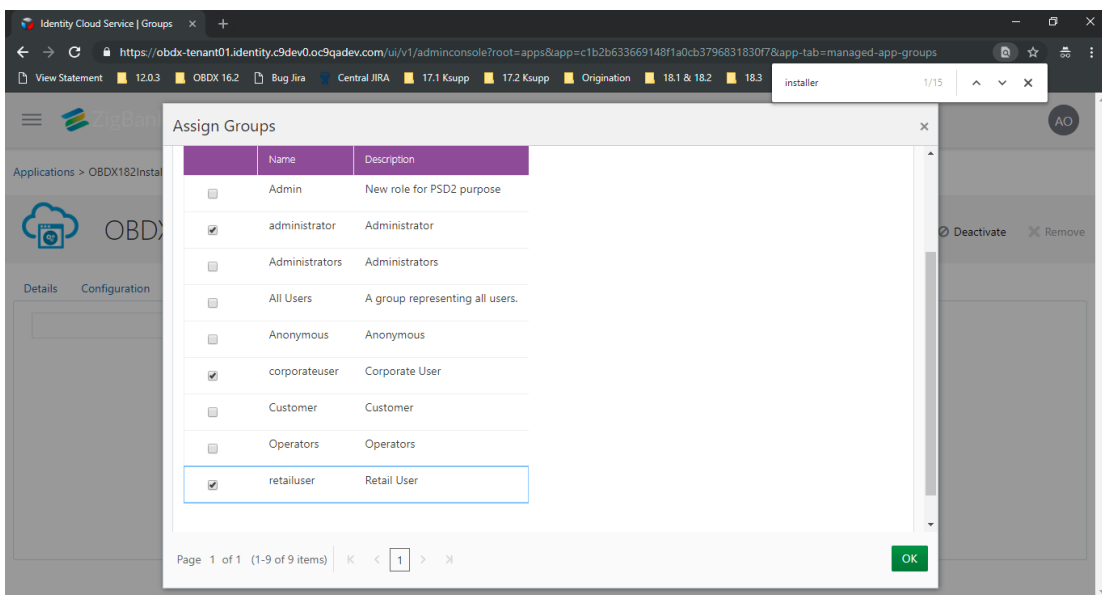 Identity Cloud Service | Groups
https://obdx-tenant01.identity.c9dev0.oc9qadev.com/ui/v1/adminconsole?root=apps&app=c1b2b633669148f1a0cb3796831830f7&app-tab=managed-app-groups
View Statement 12.0.3 OBDX 16.2 Bug Jira Central JIRA 17.1 Ksupp 17.2 Ksupp Origination 18.1 & 18.2 18.3
installer 1/15
ZigBank
AO
Assign Groups
Applications > OBDX182Instal
OBDX
Deactivate Remove
Details Configuration
Name Description
Admin New role for PSD2 purpose
administrator Administrator
Administrators Administrators
All Users A group representing all users.
Anonymous Anonymous
corporateuser Corporate User
Customer Customer
Operators Operators
retailuser Retail User
Page 1 of 1 (1-9 of 9 items) 1
OK